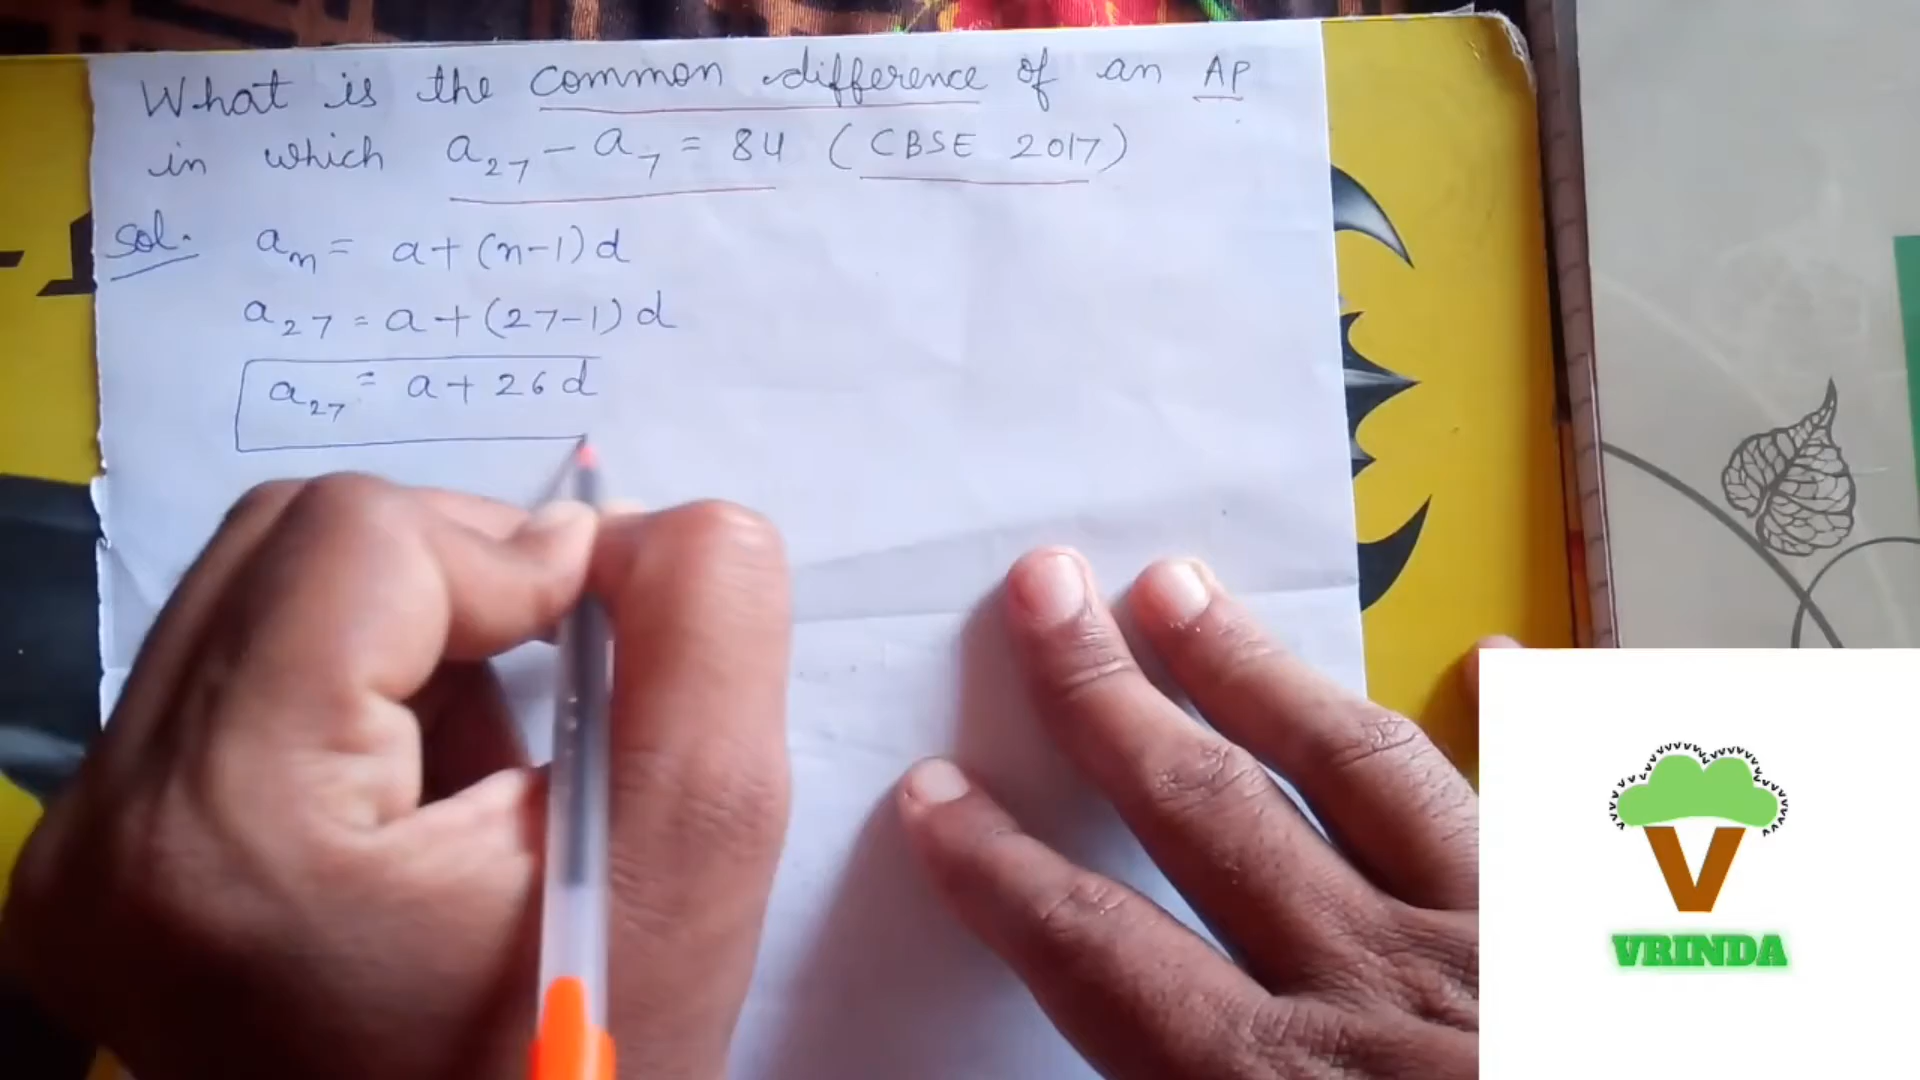 What is the common difference of an AP
in which a₂₇ - a₇ = 84 (CBSE 2017)
Sol. aₙ = a + (n-1) d
a₂₇ = a + (27-1) d
a₂₇ = a + 26 d
V
VRINDA